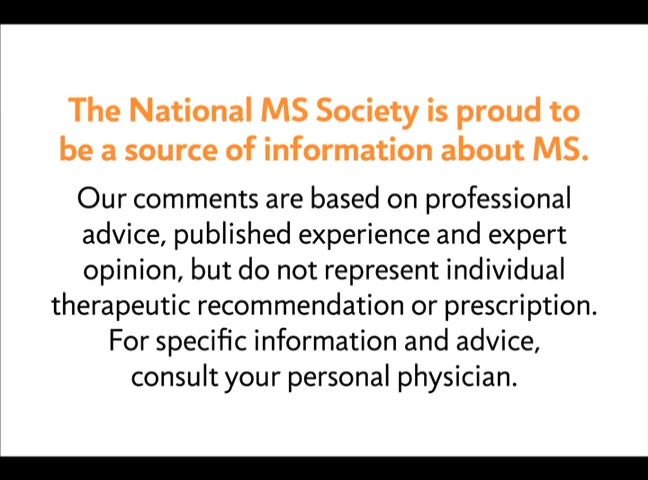 The National MS Society is proud to
be a source of information about MS.
Our comments are based on professional
advice, published experience and expert
opinion, but do not represent individual
therapeutic recommendation or prescription.
For specific information and advice,
consult your personal physician.